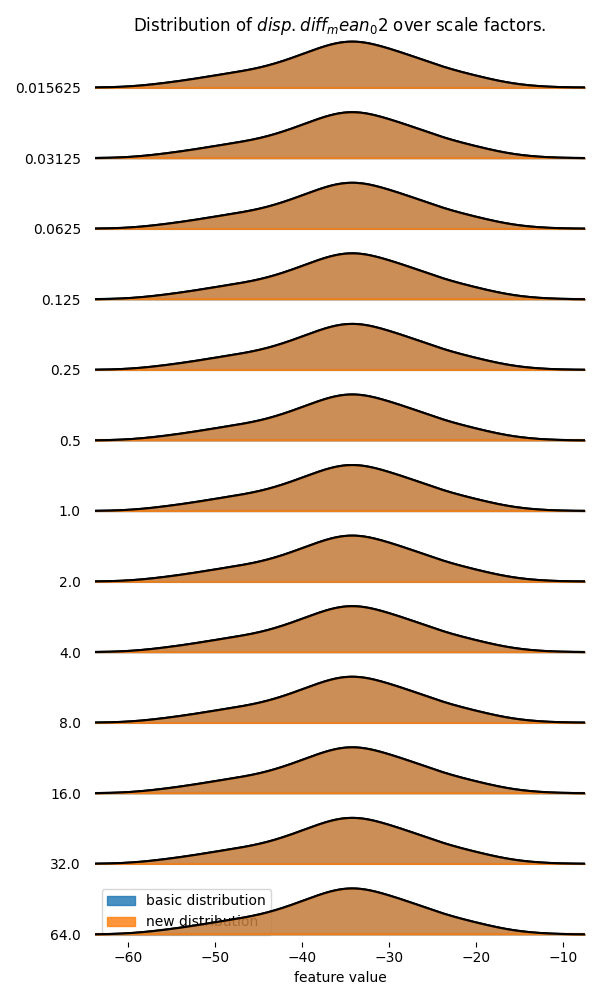 Distribution of disp.diffₘean₀2 over scale factors.
0.015625
0.03125
0.0625
0.125
0.25
0.5
1.0
2.0
4.0
8.0
16.0
32.0
basic distribution
new distribution
64.0
−60 −50 −40 −30 −20 −10
feature value